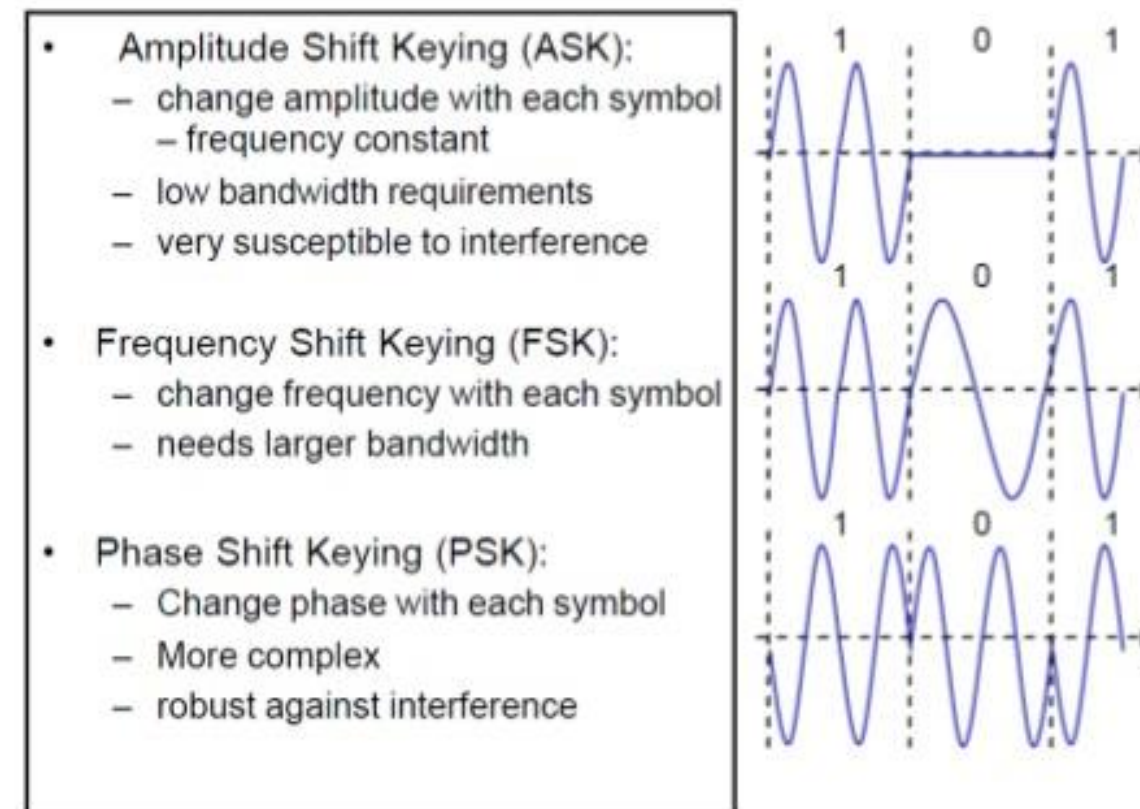 • Amplitude Shift Keying (ASK):
– change amplitude with each symbol
– frequency constant
– low bandwidth requirements
– very susceptible to interference
• Frequency Shift Keying (FSK):
– change frequency with each symbol
– needs larger bandwidth
• Phase Shift Keying (PSK):
– Change phase with each symbol
– More complex
– robust against interference
1 0 1
1 0 1
1 0 1